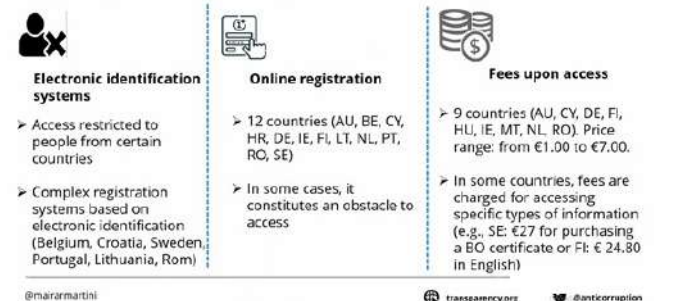 Electronic identification
systems
➢ Access restricted to
people from certain
countries
➢ Complex registration
systems based on
electronic identification
(Belgium, Croatia, Sweden,
Portugal, Lithuania, Rom)
Online registration
➢ 12 countries (AU, BE, CY,
HR, DE, IE, FI, LT, NL, PT,
RO, SE)
➢ In some cases, it
constitutes an obstacle to
access
$
Fees upon access
➢ 9 countries (AU, CY, DE, FI,
HU, IE, MT, NL, RO). Price
range: from €1.00 to €7.00.
➢ In some countries, fees are
charged for accessing
specific types of information
(e.g., SE: €27 for purchasing
a BO certificate or FI: € 24.80
in English)
@mairarmartini
transparency.org
@anticorruption